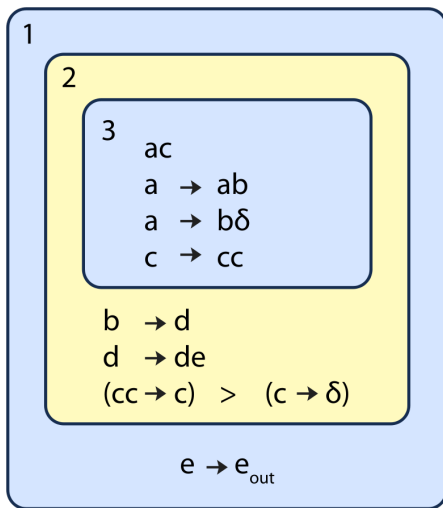 1
2
3
ac
a → ab
a → bδ
c → cc
b → d
d → de
(cc → c) > (c → δ)
e → e_out